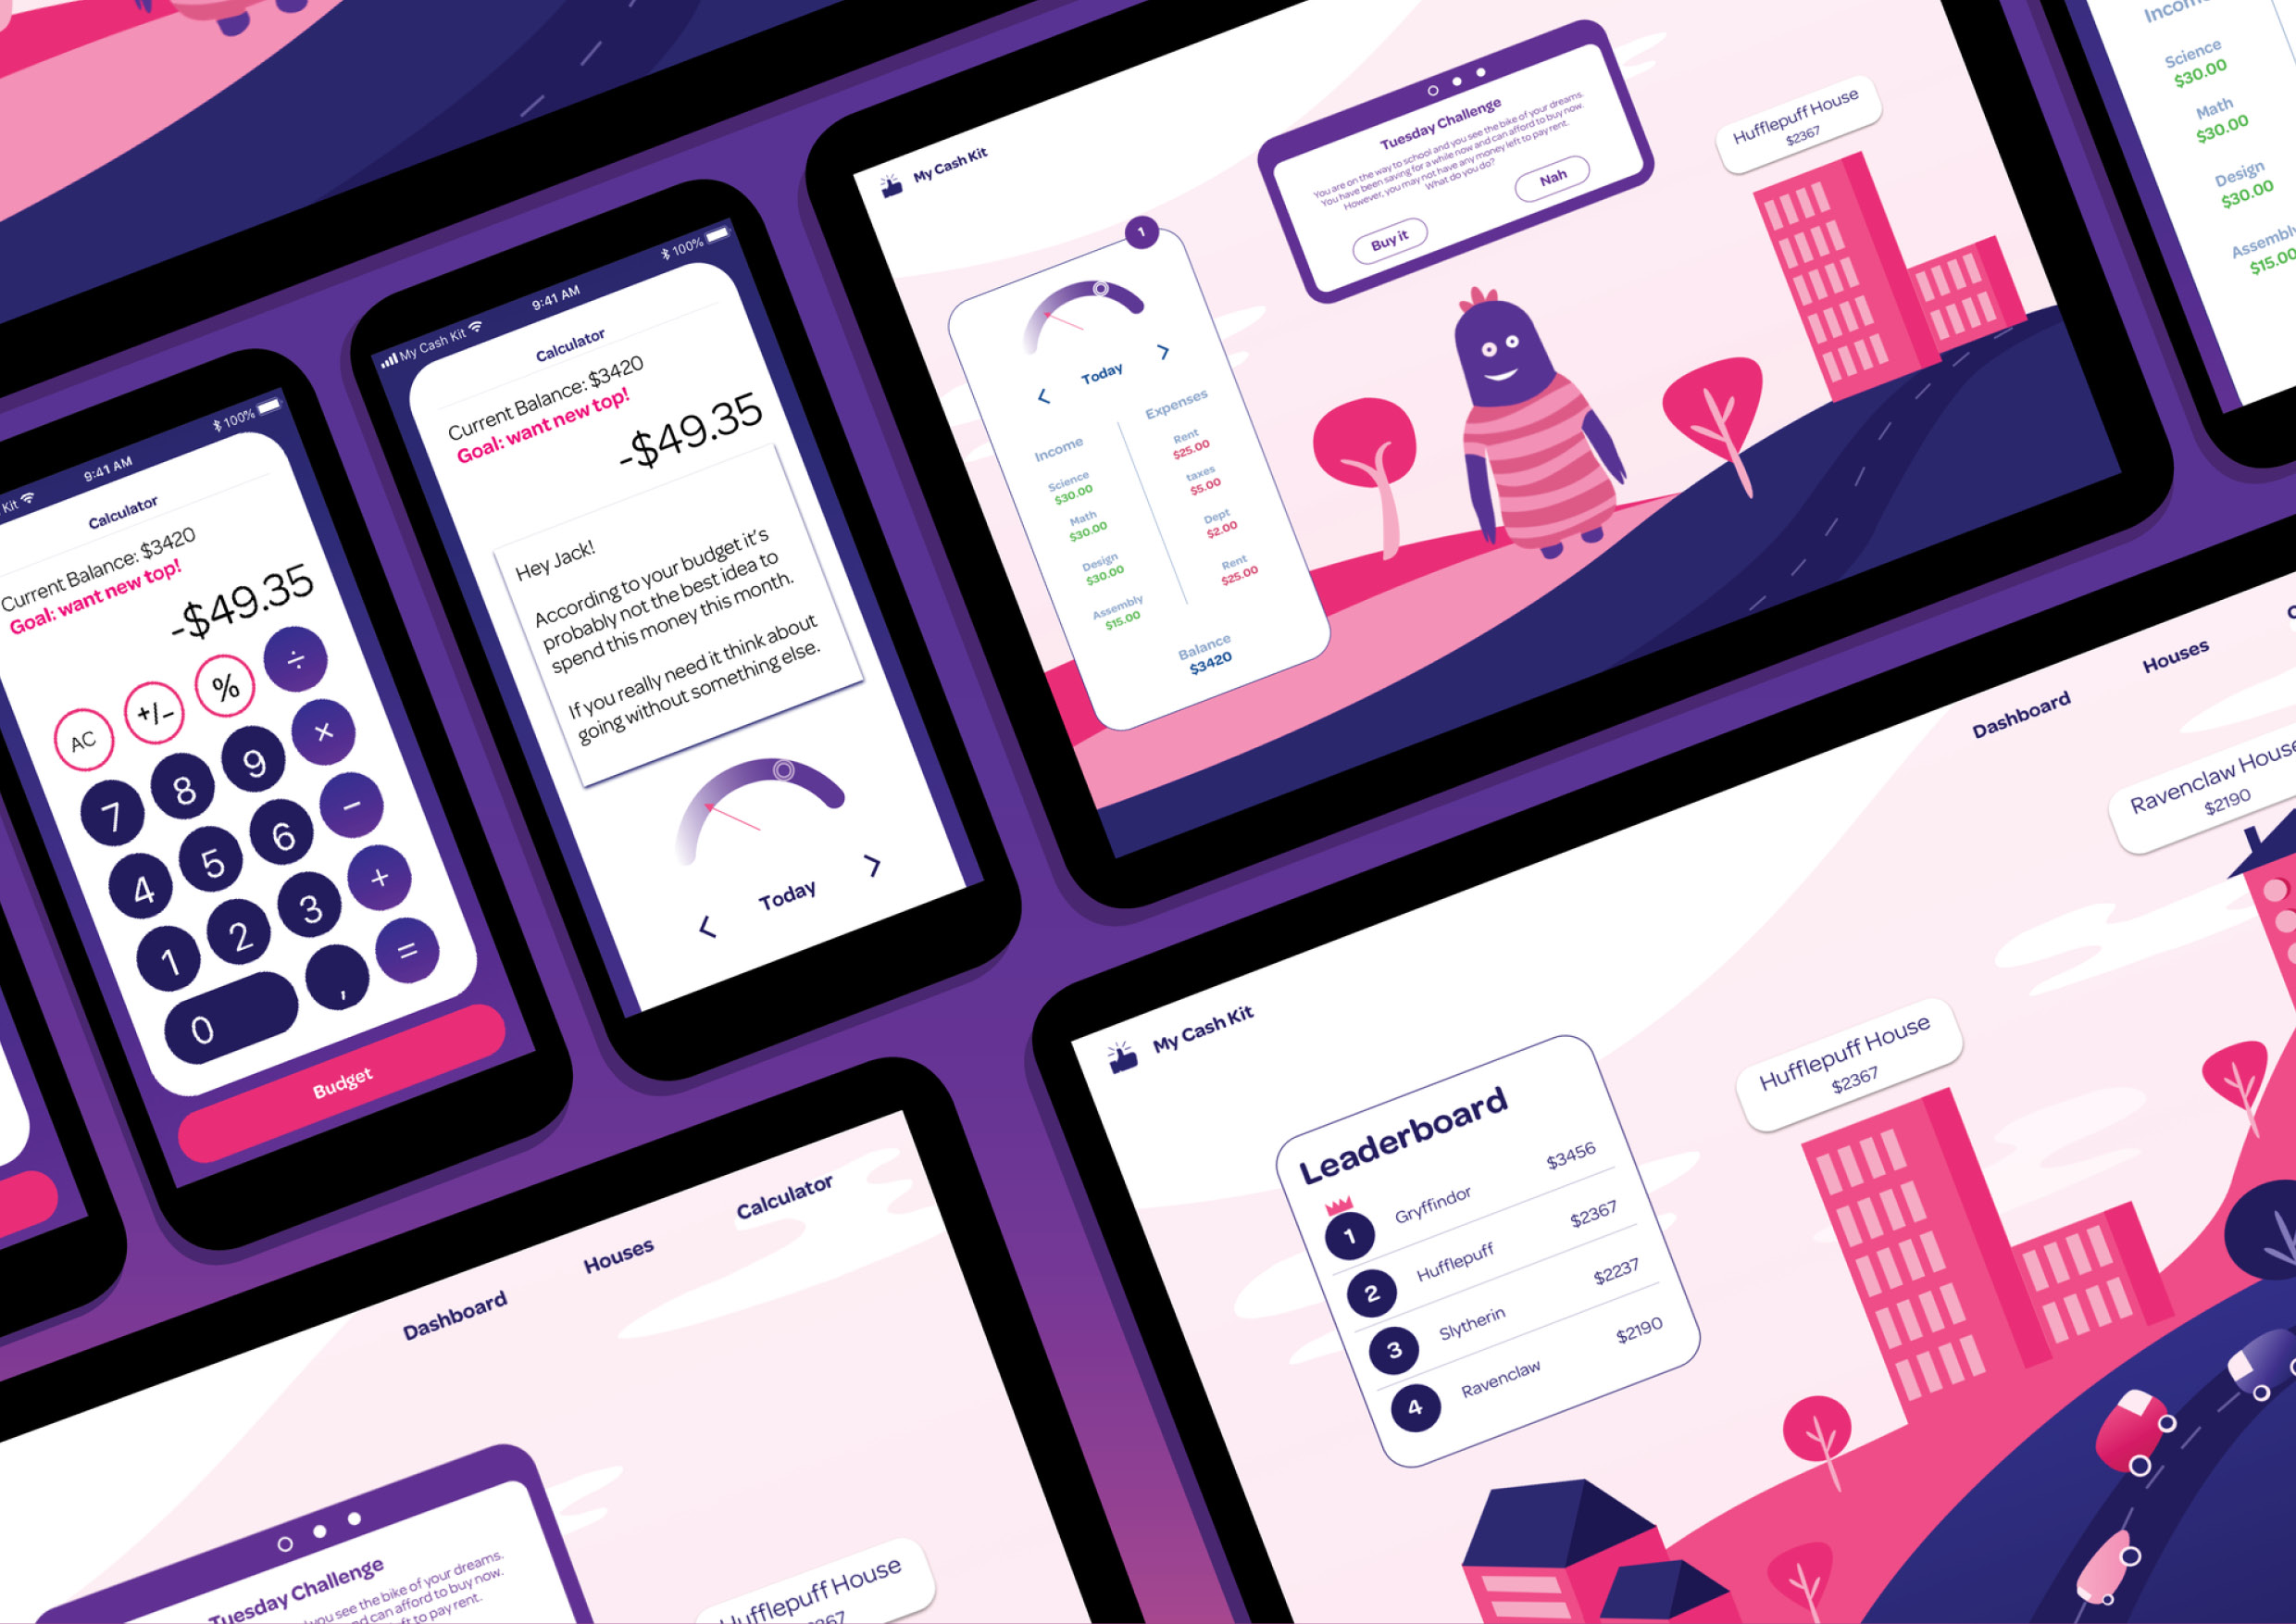 Kit
9:41 AM
100%
Calculator
Current Balance: $3420
Goal: want new top!
-$49.35
AC
+/-
%
÷
7
8
9
×
4
5
6
−
1
2
3
+
0
,
=
Budget
My Cash Kit
9:41 AM
100%
Calculator
Current Balance: $3420
Goal: want new top!
-$49.35
Hey Jack!
According to your budget it's
probably not the best idea to
spend this money this month.
If you really need it think about
going without something else.
<
Today
>
My Cash Kit
1
<
Today
>
Income
Science
$30.00
Math
$30.00
Design
$30.00
Assembly
$15.00
Expenses
Rent
$25.00
taxes
$5.00
Dept
$2.00
Rent
$25.00
Balance
$3420
Tuesday Challenge
You are on the way to school and you see the bike of your dreams.
You have been saving for a while now and can afford to buy now.
However, you may not have any money left to pay rent.
What do you do?
Buy it
Nah
Hufflepuff House
$2367
Income
Science
$30.00
Math
$30.00
Design
$30.00
Assembly
$15.00
Dashboard
Houses
Calculator
Tuesday Challenge
you see the bike of your dreams.
and can afford to buy now.
left to pay rent.
Hufflepuff House
My Cash Kit
Dashboard
Houses
Leaderboard
1
Gryffindor
$3456
2
Hufflepuff
$2367
3
Slytherin
$2237
4
Ravenclaw
$2190
Hufflepuff House
$2367
Ravenclaw House
$2190